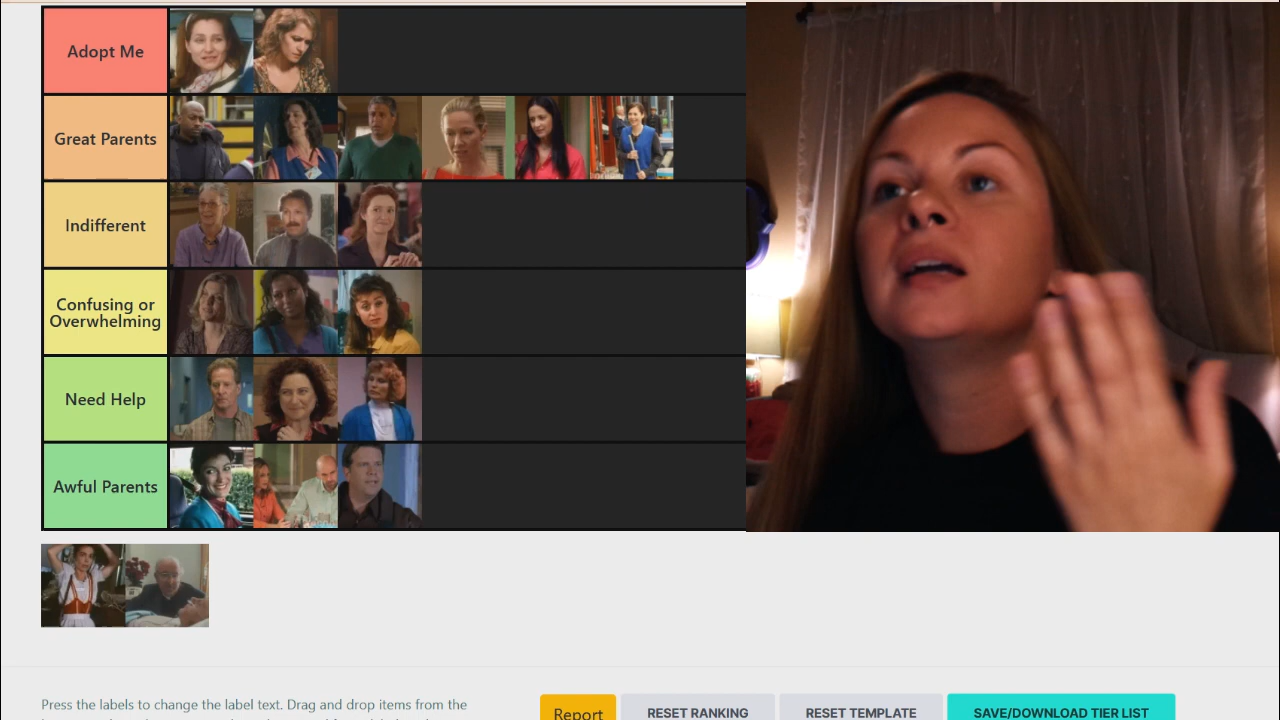 Adopt Me
Great Parents
Indifferent
Confusing or
Overwhelming
Need Help
Awful Parents
Press the labels to change the label text. Drag and drop items from the
Report
RESET RANKING
RESET TEMPLATE
SAVE/DOWNLOAD TIER LIST